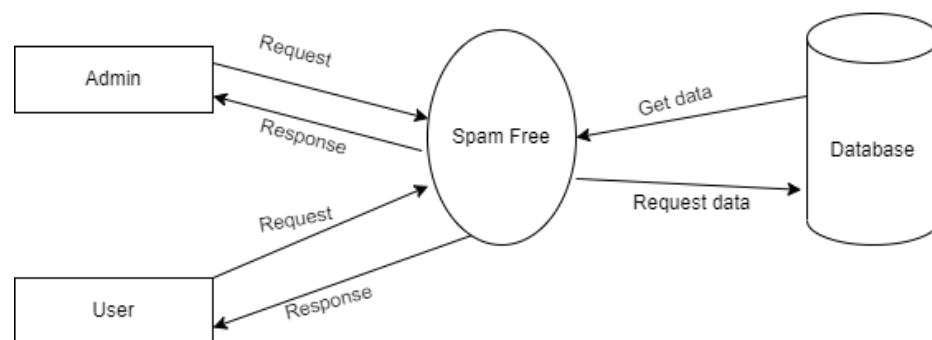 Request
Admin
Response
Spam Free
Get data
Database
Request data
Request
Response
User